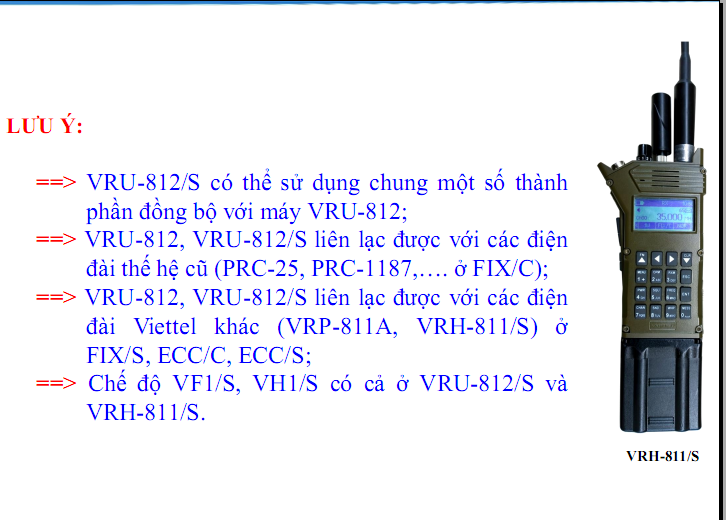 LƯU Ý:
==> VRU-812/S có thể sử dụng chung một số thành
phần đồng bộ với máy VRU-812;
==> VRU-812, VRU-812/S liên lạc được với các điện
đài thế hệ cũ (PRC-25, PRC-1187,…. ở FIX/C);
==> VRU-812, VRU-812/S liên lạc được với các điện
đài Viettel khác (VRP-811A, VRH-811/S) ở
FIX/S, ECC/C, ECC/S;
==> Chế độ VF1/S, VH1/S có cả ở VRU-812/S và
VRH-811/S.
35.000
VRH-811/S